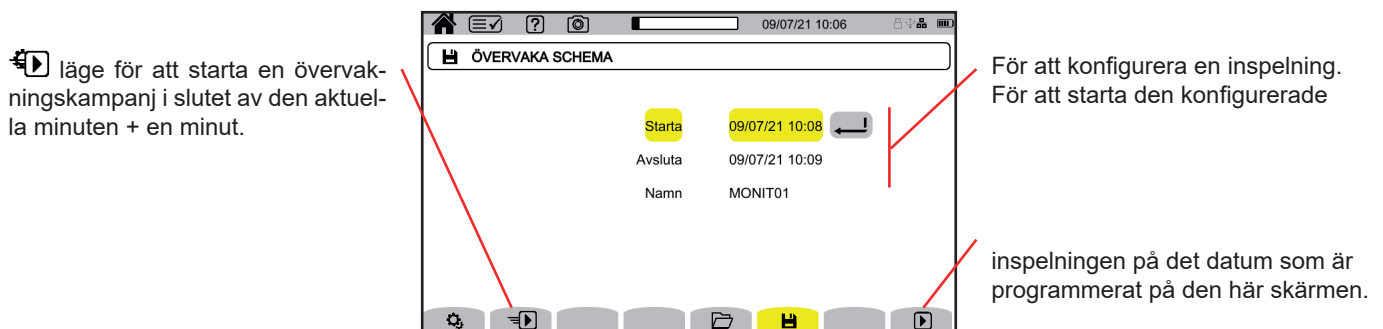 09/07/21 10:06
ÖVERVAKA SCHEMA
läge för att starta en övervak-
ningskampanj i slutet av den aktuel-
la minuten + en minut.
Starta 09/07/21 10:08
Avsluta 09/07/21 10:09
Namn MONIT01
För att konfigurera en inspelning.
För att starta den konfigurerade
inspelningen på det datum som är
programmerat på den här skärmen.